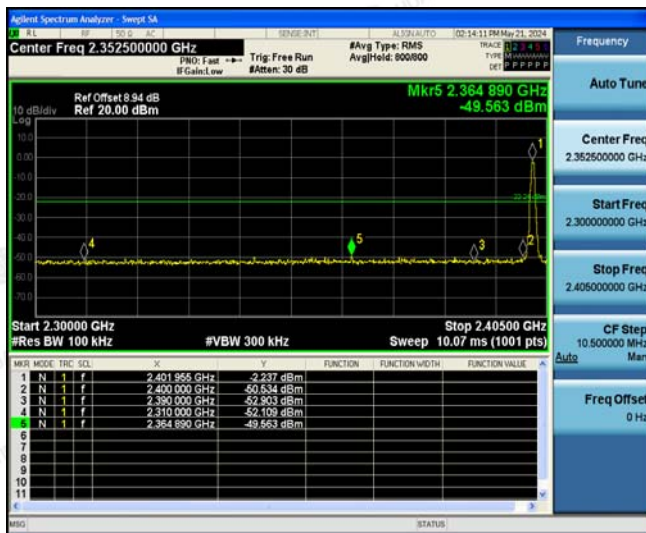 Agilent Spectrum Analyzer - Swept SA
RL RF 50 Ω AC SENSE:INT ALIGNAUTO 02:14:11 PM May 21, 2024
Center Freq 2.352500000 GHz #Avg Type: RMS TRACE 1 2 3 4 5 6
PNO: Fast Trig: Free Run Avg|Hold: 800/800 TYPE
IFGain:Low #Atten: 30 dB DET P P P P P P
Mkr5 2.364 890 GHz
Ref Offset 8.94 dB
10 dB/div Ref 20.00 dBm -49.563 dBm
Log
10.0
0.00
-10.0
-20.0
-30.0
-40.0
-50.0
-60.0
-70.0
1
2
3
4
5
Start 2.30000 GHz Stop 2.40500 GHz
#Res BW 100 kHz #VBW 300 kHz Sweep 10.07 ms (1001 pts)
MKR MODE TRC SCL X Y FUNCTION FUNCTION WIDTH FUNCTION VALUE
1 N 1 f 2.401 955 GHz -2.237 dBm
2 N 1 f 2.400 000 GHz -50.534 dBm
3 N 1 f 2.390 000 GHz -52.903 dBm
4 N 1 f 2.310 000 GHz -52.109 dBm
5 N 1 f 2.364 890 GHz -49.563 dBm
6
7
8
9
10
11
MSG STATUS
Frequency
Auto Tune
Center Freq
2.352500000 GHz
Start Freq
2.300000000 GHz
Stop Freq
2.405000000 GHz
CF Step
10.500000 MHz
Auto Man
Freq Offset
0 Hz